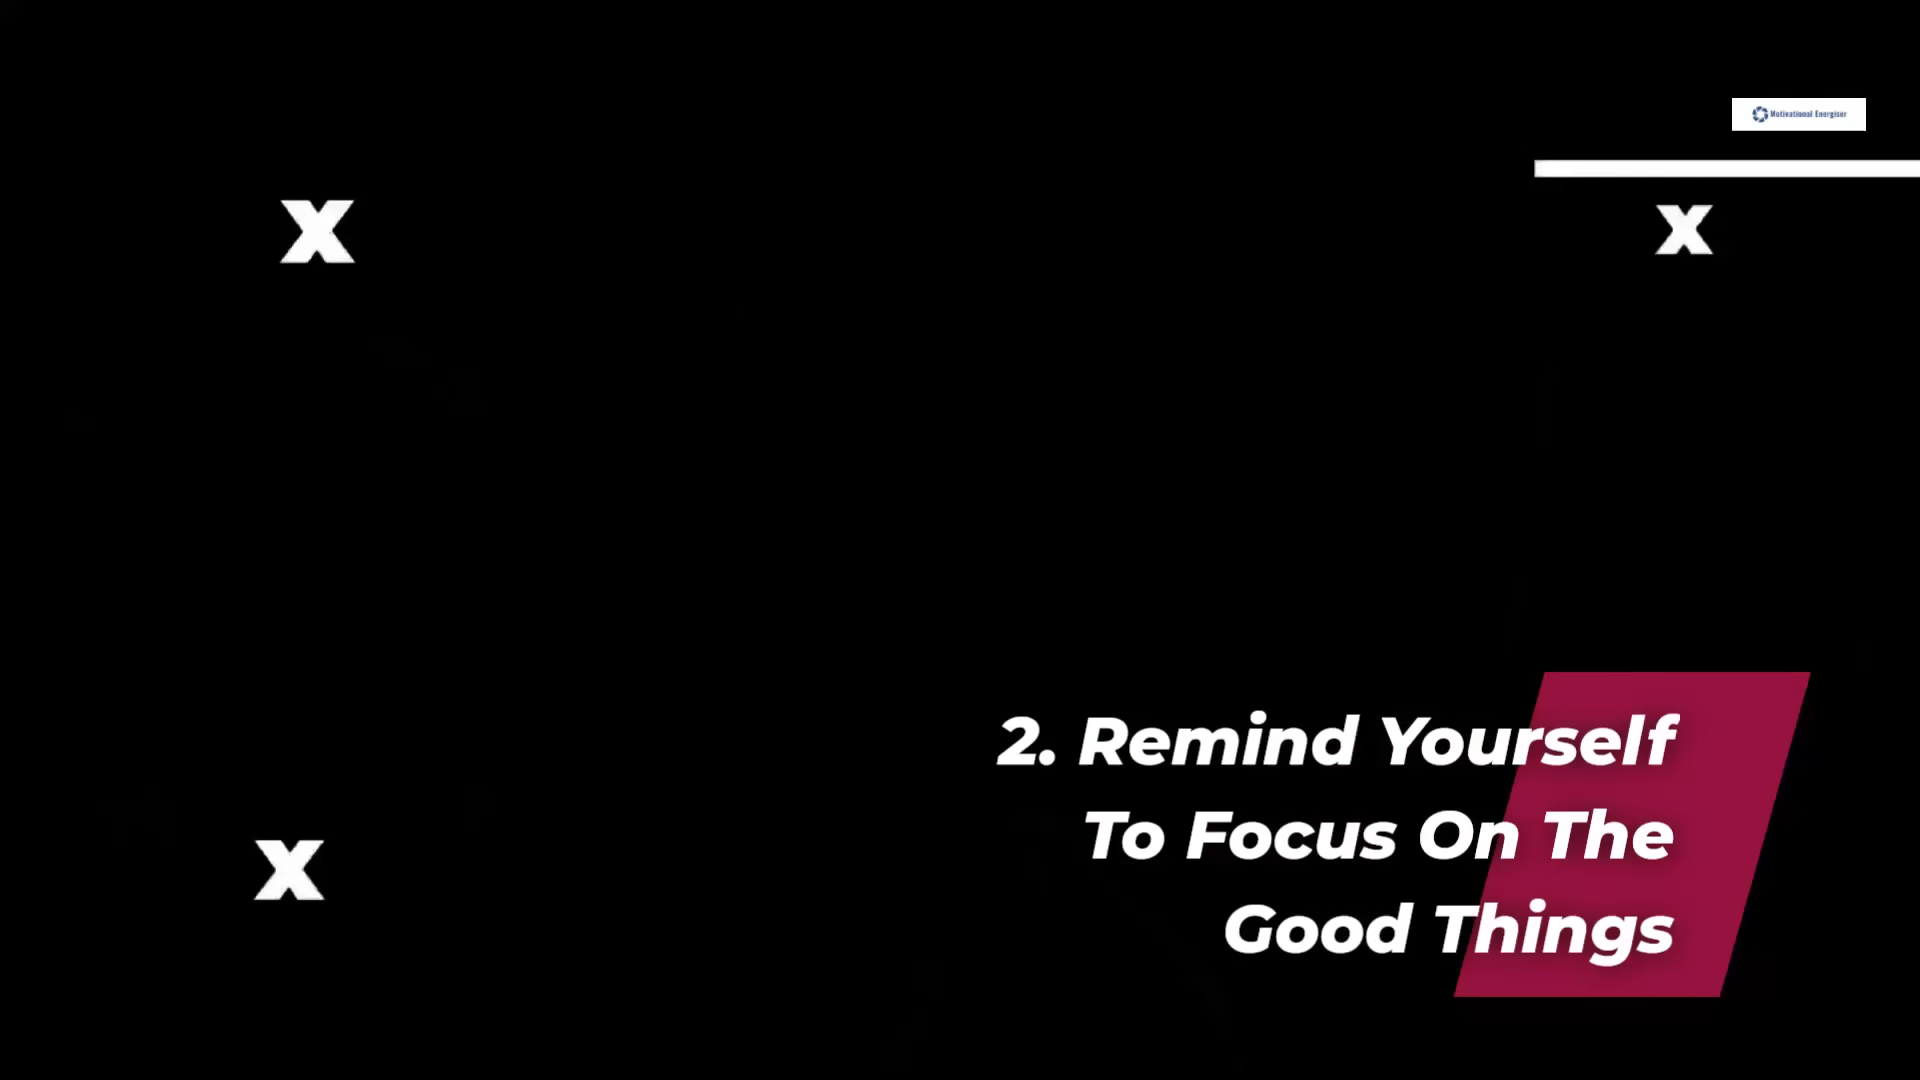 Motivational Energiser
x
x
2. Remind Yourself
To Focus On The
Good Things
x